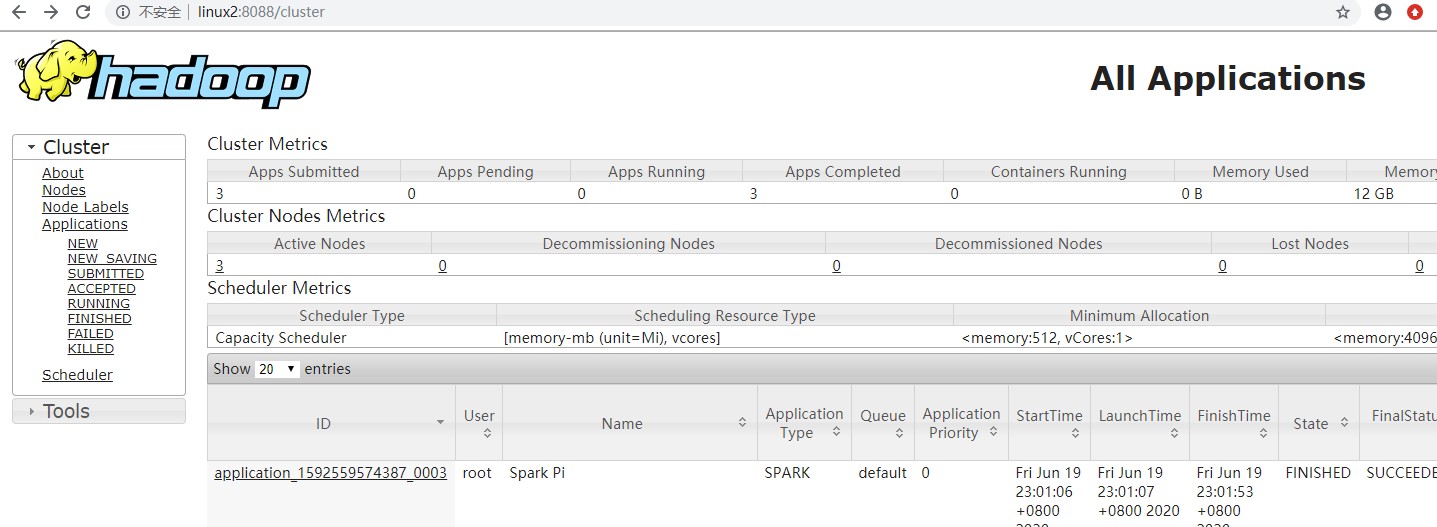 不安全 | linux2:8088/cluster
hadoop
All Applications
Cluster
About
Nodes
Node Labels
Applications
NEW
NEW_SAVING
SUBMITTED
ACCEPTED
RUNNING
FINISHED
FAILED
KILLED
Scheduler
Tools
Cluster Metrics
Apps Submitted Apps Pending Apps Running Apps Completed Containers Running Memory Used Memory
3 0 0 3 0 0 B 12 GB
Cluster Nodes Metrics
Active Nodes Decommissioning Nodes Decommissioned Nodes Lost Nodes
3 0 0 0 0
Scheduler Metrics
Scheduler Type Scheduling Resource Type Minimum Allocation
Capacity Scheduler [memory-mb (unit=Mi), vcores] <memory:512, vCores:1> <memory:4096
Show 20 entries
ID User Name Application Type Queue Application Priority StartTime LaunchTime FinishTime State FinalStatu
application_1592559574387_0003 root Spark Pi SPARK default 0 Fri Jun 19 Fri Jun 19 Fri Jun 19 FINISHED SUCCEEDE
23:01:06 23:01:07 23:01:53
+0800 +0800 2020 +0800
2020 2020